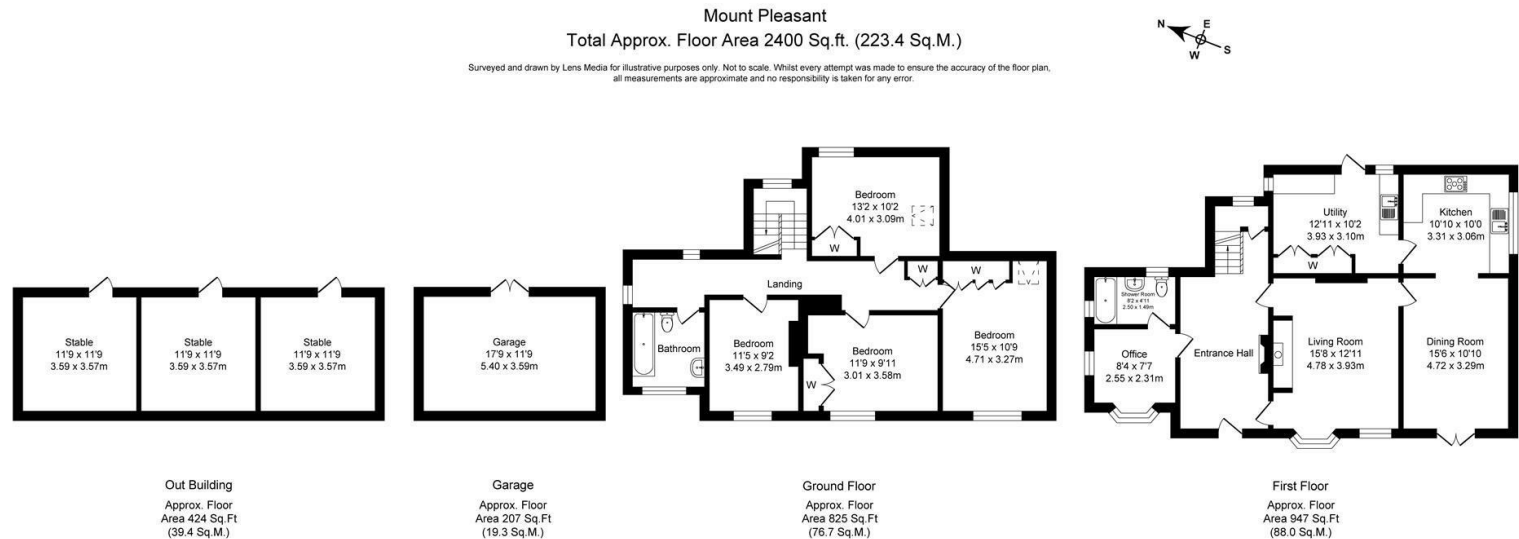 Mount Pleasant
Total Approx. Floor Area 2400 Sq.ft. (223.4 Sq.M.)
Surveyed and drawn by Lens Media for illustrative purposes only. Not to scale. Whilst every attempt was made to ensure the accuracy of the floor plan,
all measurements are approximate and no responsibility is taken for any error.
N
E
S
W
Stable
11'9 x 11'9
3.59 x 3.57m
Stable
11'9 x 11'9
3.59 x 3.57m
Stable
11'9 x 11'9
3.59 x 3.57m
Out Building
Approx. Floor
Area 424 Sq.Ft
(39.4 Sq.M.)
Garage
17'9 x 11'9
5.40 x 3.59m
Garage
Approx. Floor
Area 207 Sq.Ft
(19.3 Sq.M.)
Bedroom
13'2 x 10'2
4.01 x 3.09m
W
W
W
Landing
Bathroom
Bedroom
11'5 x 9'2
3.49 x 2.79m
Bedroom
11'9 x 9'11
3.01 x 3.58m
W
Bedroom
15'5 x 10'9
4.71 x 3.27m
Ground Floor
Approx. Floor
Area 825 Sq.Ft
(76.7 Sq.M.)
Utility
12'11 x 10'2
3.93 x 3.10m
W
Kitchen
10'10 x 10'0
3.31 x 3.06m
Shower Room
8'2 x 4'11
2.50 x 1.49m
Office
8'4 x 7'7
2.55 x 2.31m
Entrance Hall
Living Room
15'8 x 12'11
4.78 x 3.93m
Dining Room
15'6 x 10'10
4.72 x 3.29m
First Floor
Approx. Floor
Area 947 Sq.Ft
(88.0 Sq.M.)